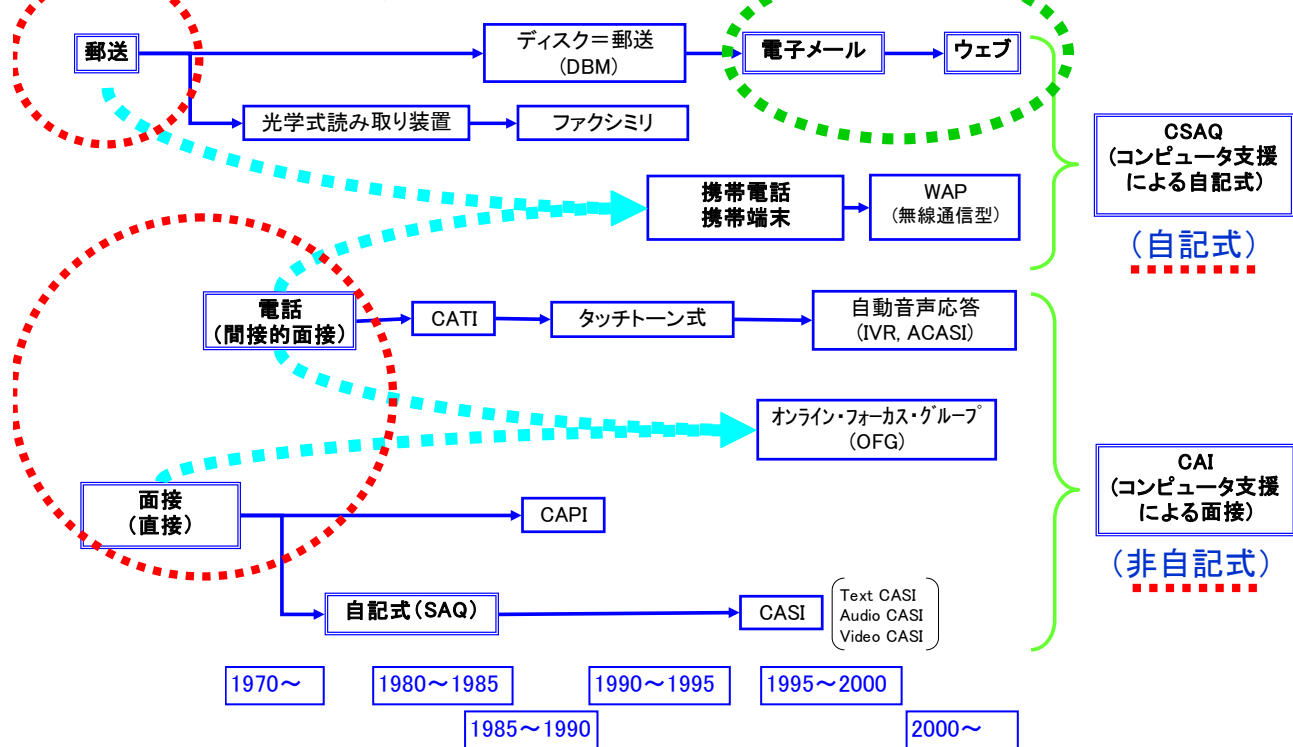 郵送
ディスク＝郵送
(DBM)
電子メール
ウェブ
光学式読み取り装置
ファクシミリ
CSAQ
(コンピュータ支援
による自記式)
(自記式)
携帯電話
携帯端末
WAP
(無線通信型)
電話
(間接的面接)
CATI
タッチトーン式
自動音声応答
(IVR, ACASI)
オンライン・フォーカス・グループ
(OFG)
CAI
(コンピュータ支援
による面接)
(非自記式)
面接
(直接)
CAPI
自記式(SAQ)
CASI
Text CASI
Audio CASI
Video CASI
1970～
1980～1985
1985～1990
1990～1995
1995～2000
2000～